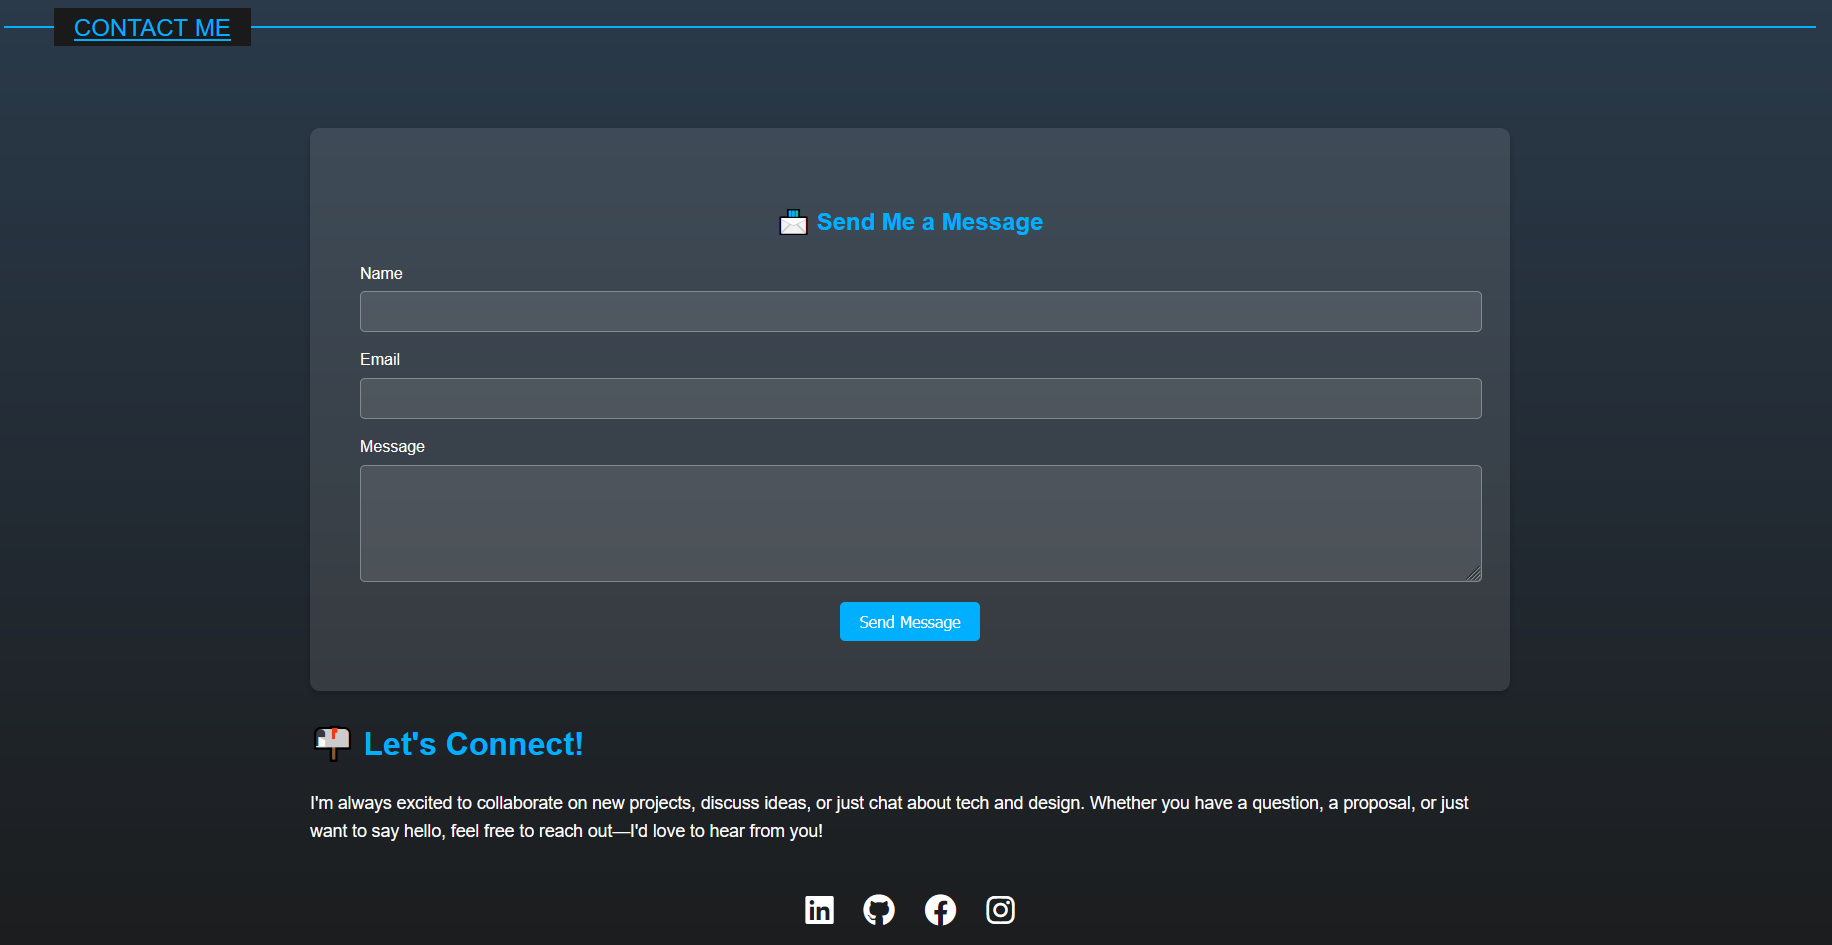 CONTACT ME
Send Me a Message
Name
Email
Message
Send Message
Let's Connect!
I'm always excited to collaborate on new projects, discuss ideas, or just chat about tech and design. Whether you have a question, a proposal, or just
want to say hello, feel free to reach out—I'd love to hear from you!
in